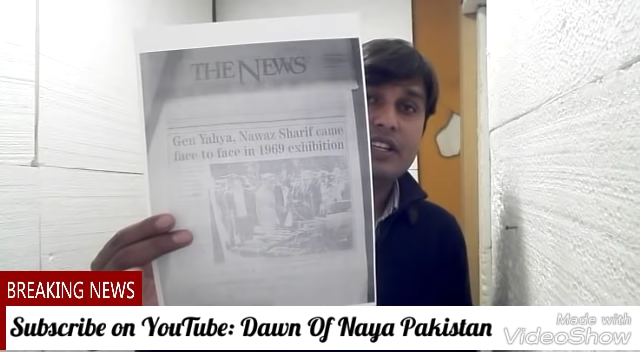 THE NEWS
Gen Yahya, Nawaz Sharif came
face to face in 1969 exhibition
BREAKING NEWS
Subscribe on YouTube: Dawn Of Naya Pakistan
Made with
VideoShow